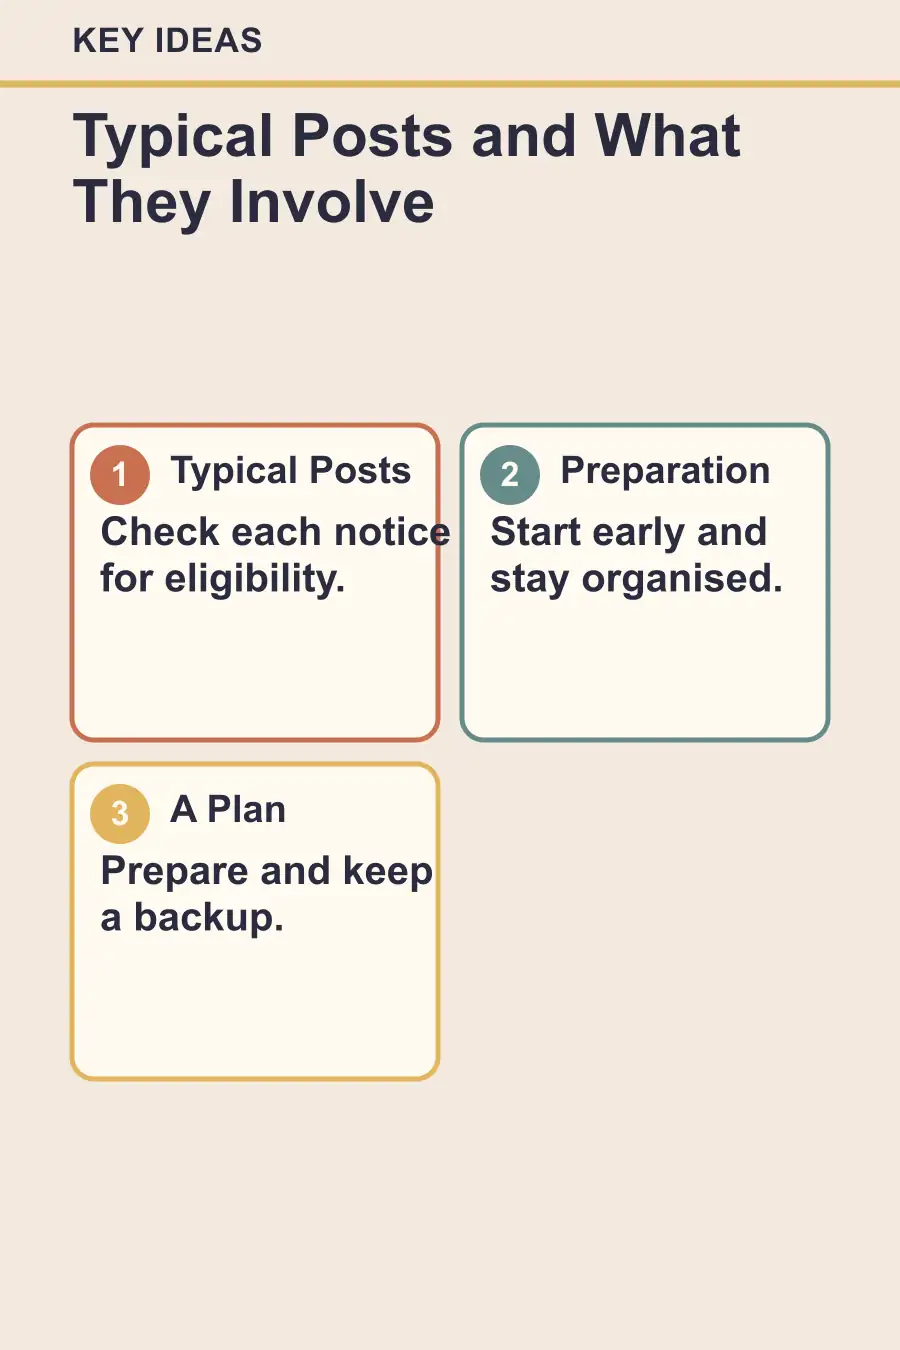 KEY IDEAS
Typical Posts and What
They Involve
1
Typical Posts
Check each notice
for eligibility.
2
Preparation
Start early and
stay organised.
3
A Plan
Prepare and keep
a backup.